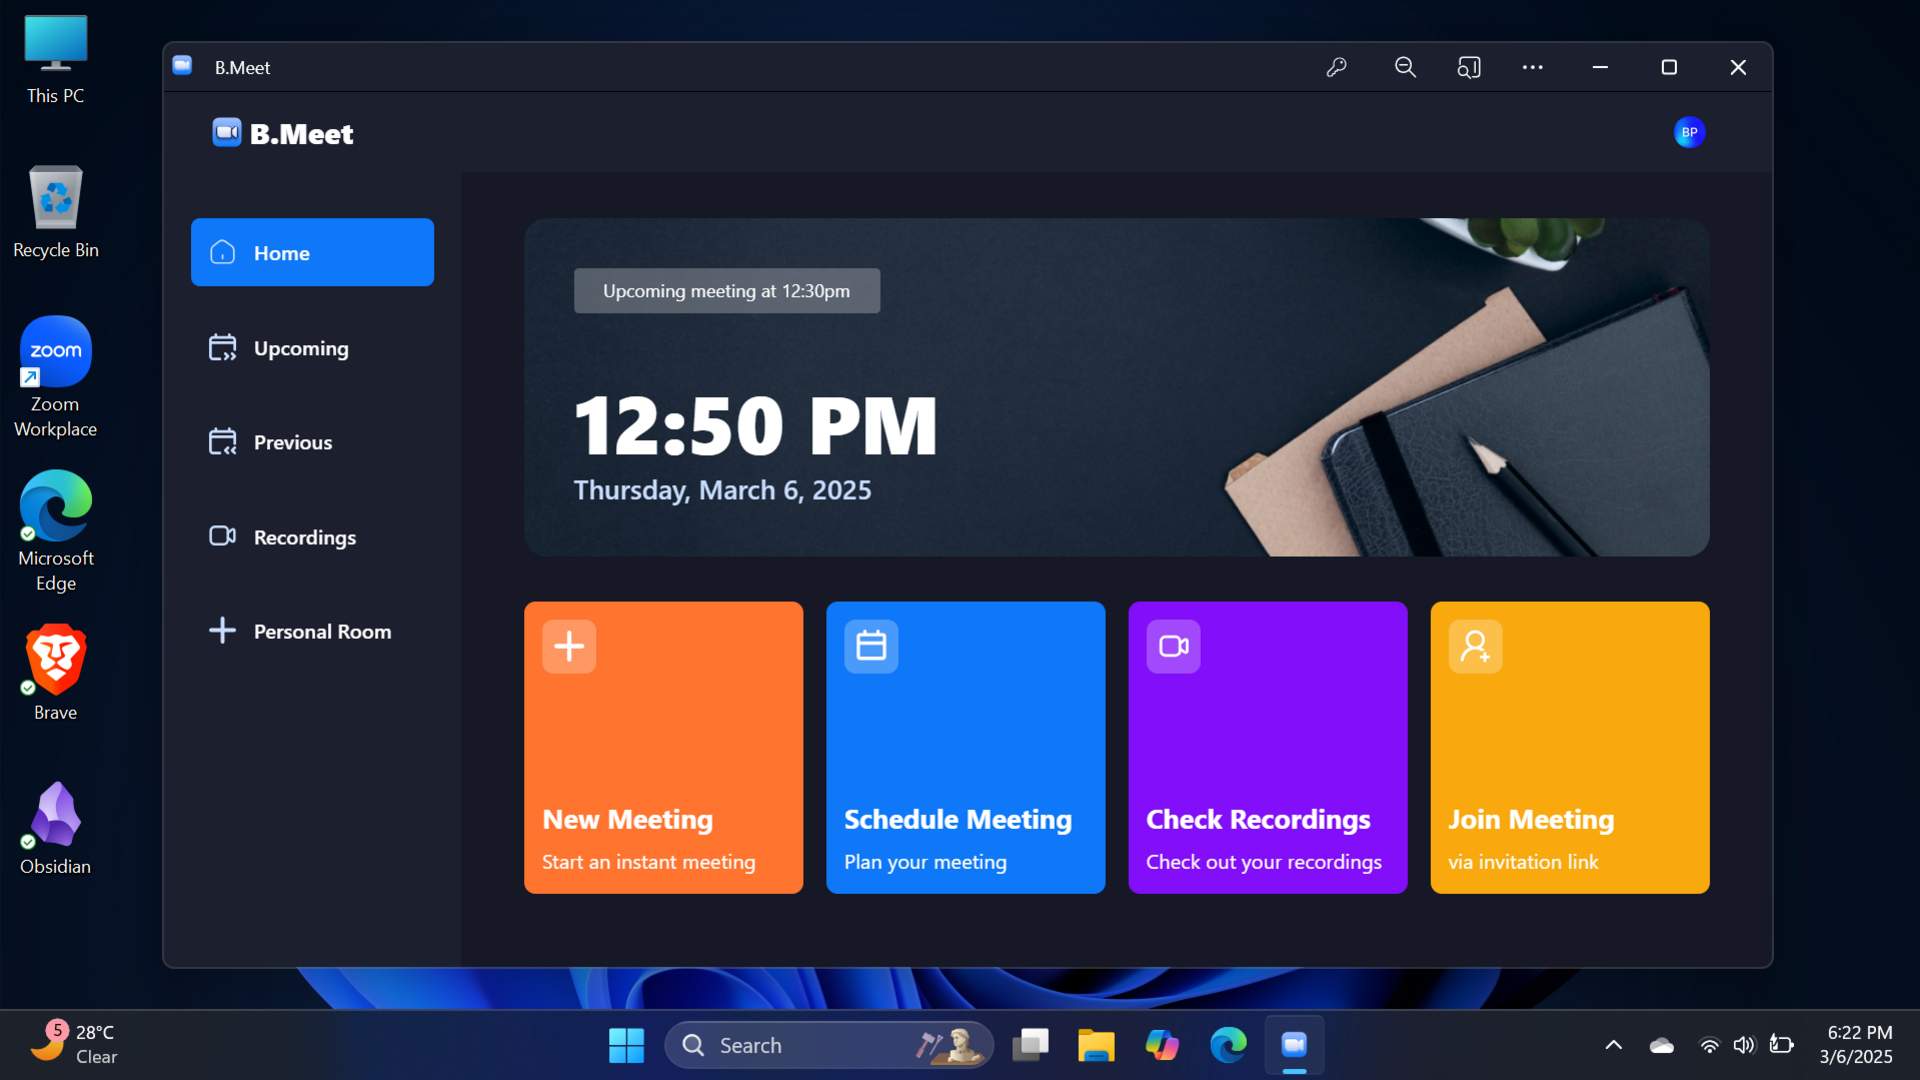 This PC
Recycle Bin
zoom
Zoom
Workplace
Microsoft
Edge
Brave
Obsidian
B.Meet
B.Meet
BP
Home
Upcoming
Previous
Recordings
Personal Room
Upcoming meeting at 12:30pm
12:50 PM
Thursday, March 6, 2025
New Meeting
Start an instant meeting
Schedule Meeting
Plan your meeting
Check Recordings
Check out your recordings
Join Meeting
via invitation link
5
28°C
Clear
Search
6:22 PM
3/6/2025